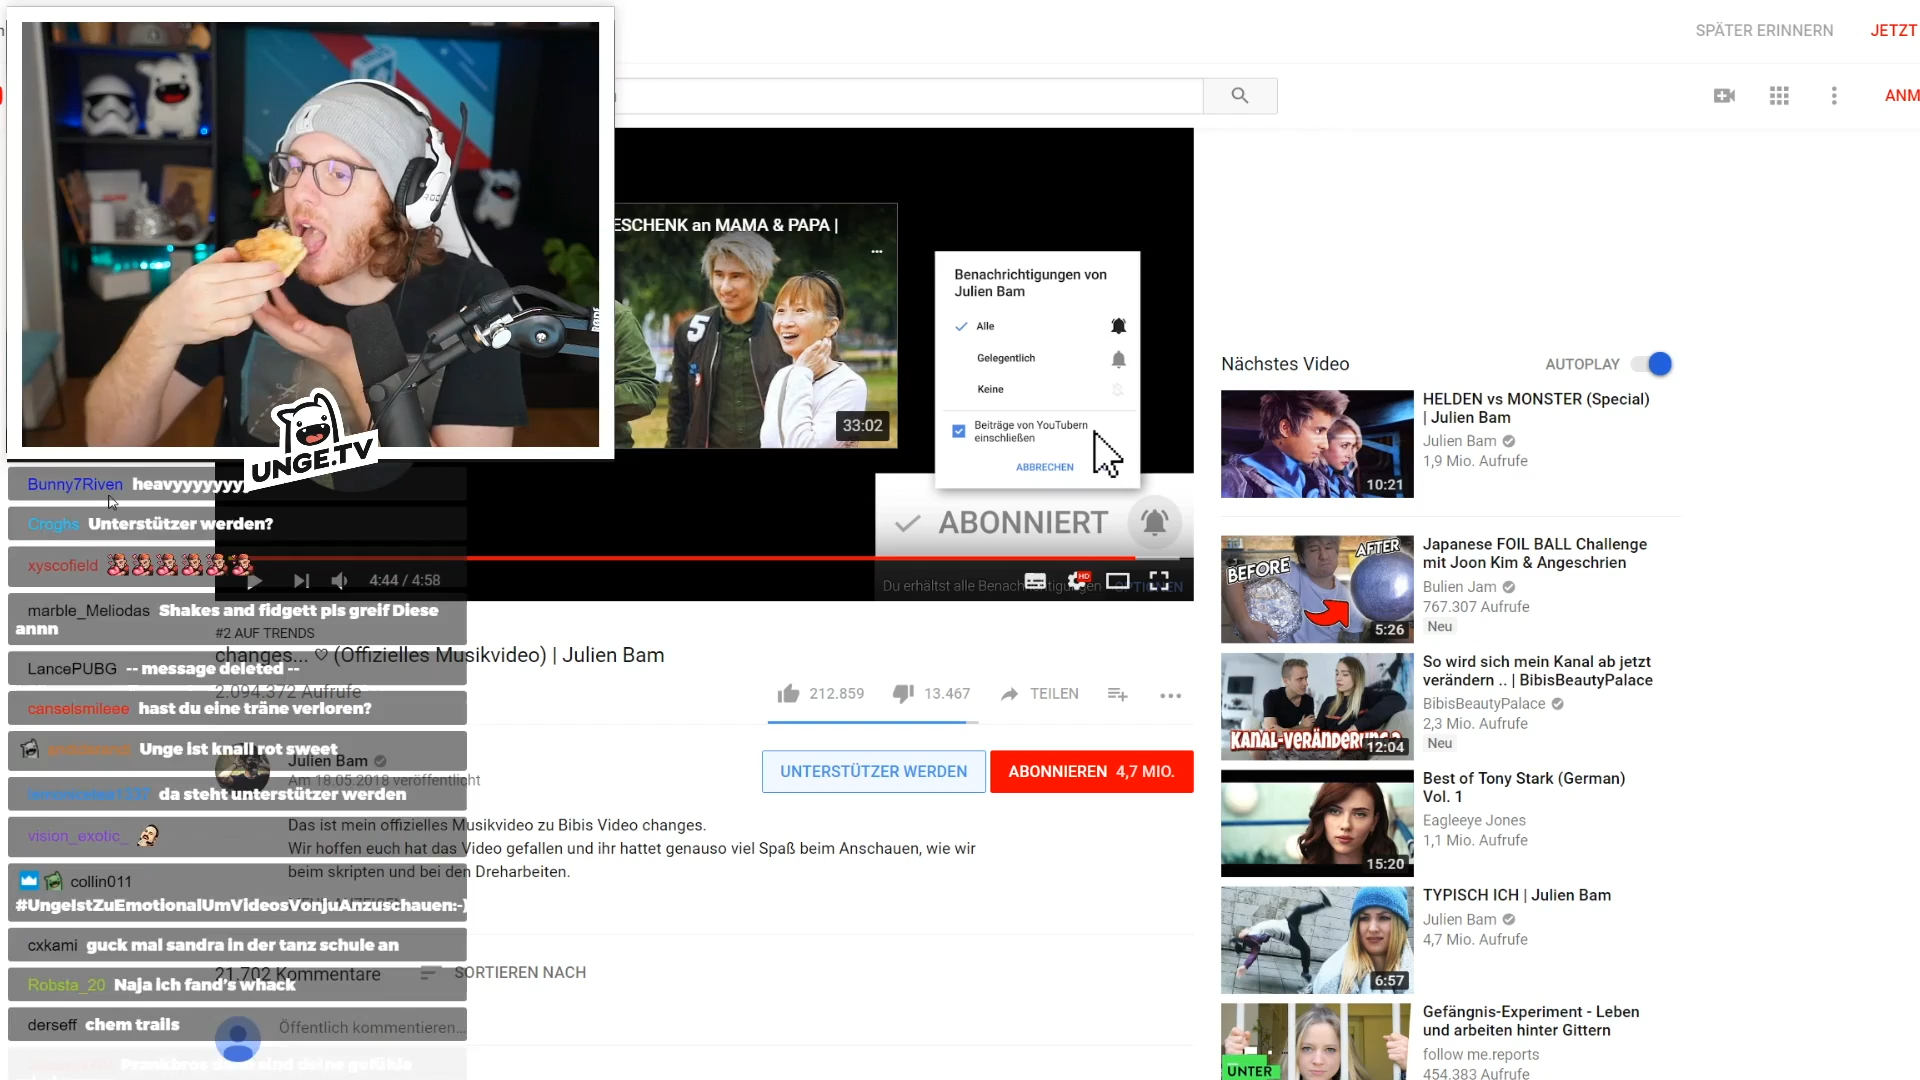 SPÄTER ERINNERN
JETZT
ANM
ESCHENK an MAMA & PAPA |
33:02
Benachrichtigungen von
Julien Bam
Alle
Gelegentlich
Keine
Beiträge von YouTubern
einschließen
ABBRECHEN
ABONNIERT
4:44 / 4:58
HD
Du erhältst alle Benachrichtigungen
OPTIONEN
UNGE.TV
RØDE
5
Bunny7Riven heavyyyyyyyy
Croghs Unterstützer werden?
xyscofield
marble_Meliodas Shakes and fidgett pls greif Diese
annn
LancePUBG -- message deleted --
canselsmileee hast du eine träne verloren?
Unge ist knall rot sweet
da steht unterstützer werden
vision_exotic_
collin011
#UngeIstZuEmotionalUmVideosVonjuAnzuschauen:-)
cxkami guck mal sandra in der tanz schule an
Robsta_20 Naja ich fand's whack
derseff chem trails
#2 AUF TRENDS
changes... ♡ (Offizielles Musikvideo) | Julien Bam
2.094.372 Aufrufe
212.859
13.467
TEILEN
Julien Bam
Am 18.05.2018 veröffentlicht
UNTERSTÜTZER WERDEN
ABONNIEREN 4,7 MIO.
Das ist mein offizielles Musikvideo zu Bibis Video changes.
Wir hoffen euch hat das Video gefallen und ihr hattet genauso viel Spaß beim Anschauen, wie wir
beim skripten und bei den Dreharbeiten.
21.702 Kommentare
SORTIEREN NACH
Öffentlich kommentieren...
Nächstes Video
AUTOPLAY
HELDEN vs MONSTER (Special)
| Julien Bam
Julien Bam
1,9 Mio. Aufrufe
10:21
BEFORE
AFTER
5:26
Japanese FOIL BALL Challenge
mit Joon Kim & Angeschrien
Bulien Jam
767.307 Aufrufe
Neu
KANAL-VERÄNDERUNG?
12:04
So wird sich mein Kanal ab jetzt
verändern .. | BibisBeautyPalace
BibisBeautyPalace
2,3 Mio. Aufrufe
Neu
15:20
Best of Tony Stark (German)
Vol. 1
Eagleeye Jones
1,1 Mio. Aufrufe
6:57
TYPISCH ICH | Julien Bam
Julien Bam
4,7 Mio. Aufrufe
UNTER
Gefängnis-Experiment - Leben
und arbeiten hinter Gittern
follow me.reports
454.383 Aufrufe